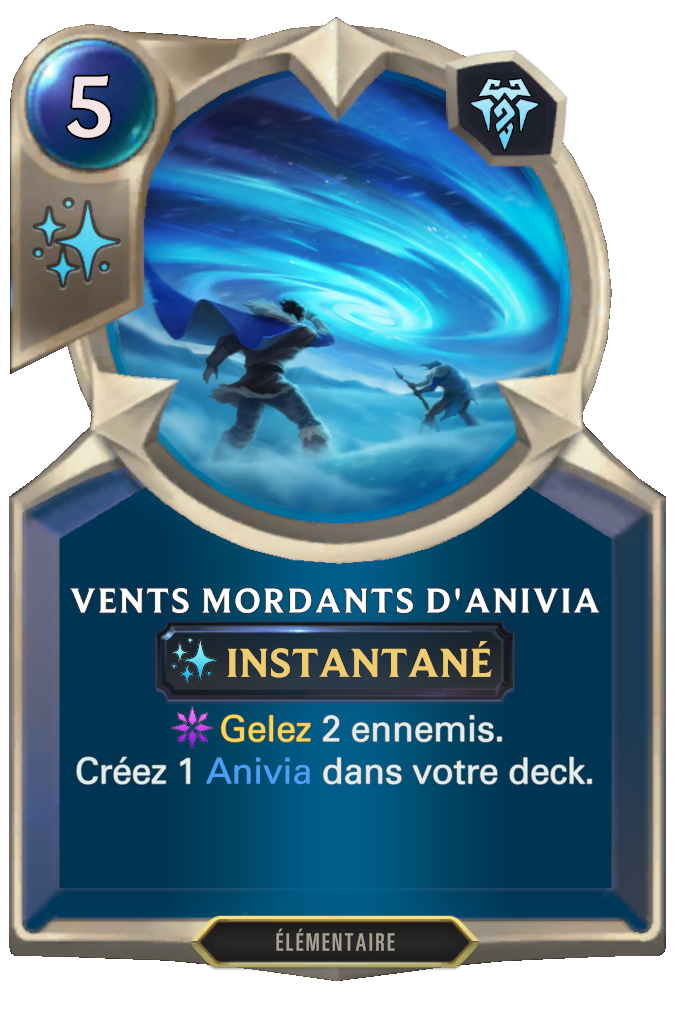 5
VENTS MORDANTS D'ANIVIA
INSTANTANÉ
Gelez 2 ennemis.
Créez 1 Anivia dans votre deck.
ÉLÉMENTAIRE